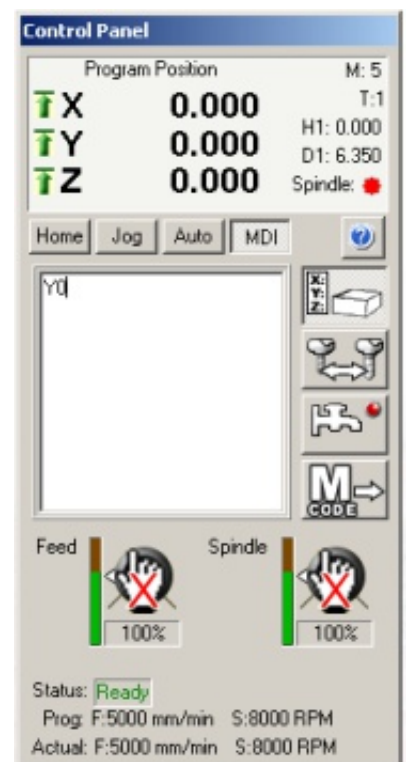 Control Panel
Program Position M: 5
X 0.000 T:1
Y 0.000 H1: 0.000
Z 0.000 D1: 6.350
Spindle:
Home Jog Auto MDI ?
Y0
X:
Y:
Z:
M
CODE
Feed Spindle
100% 100%
Status: Ready
Prog: F:5000 mm/min S:8000 RPM
Actual: F:5000 mm/min S:8000 RPM